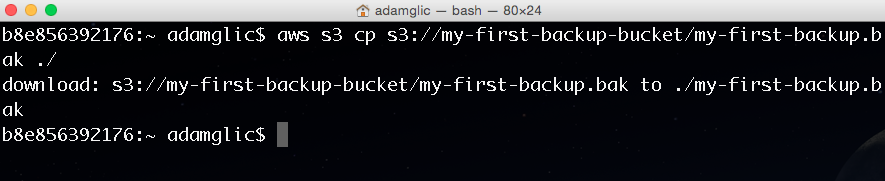 adamglic — bash — 80×24
b8e856392176:~ adamglic$ aws s3 cp s3://my-first-backup-bucket/my-first-backup.b
ak ./
download: s3://my-first-backup-bucket/my-first-backup.bak to ./my-first-backup.b
ak
b8e856392176:~ adamglic$